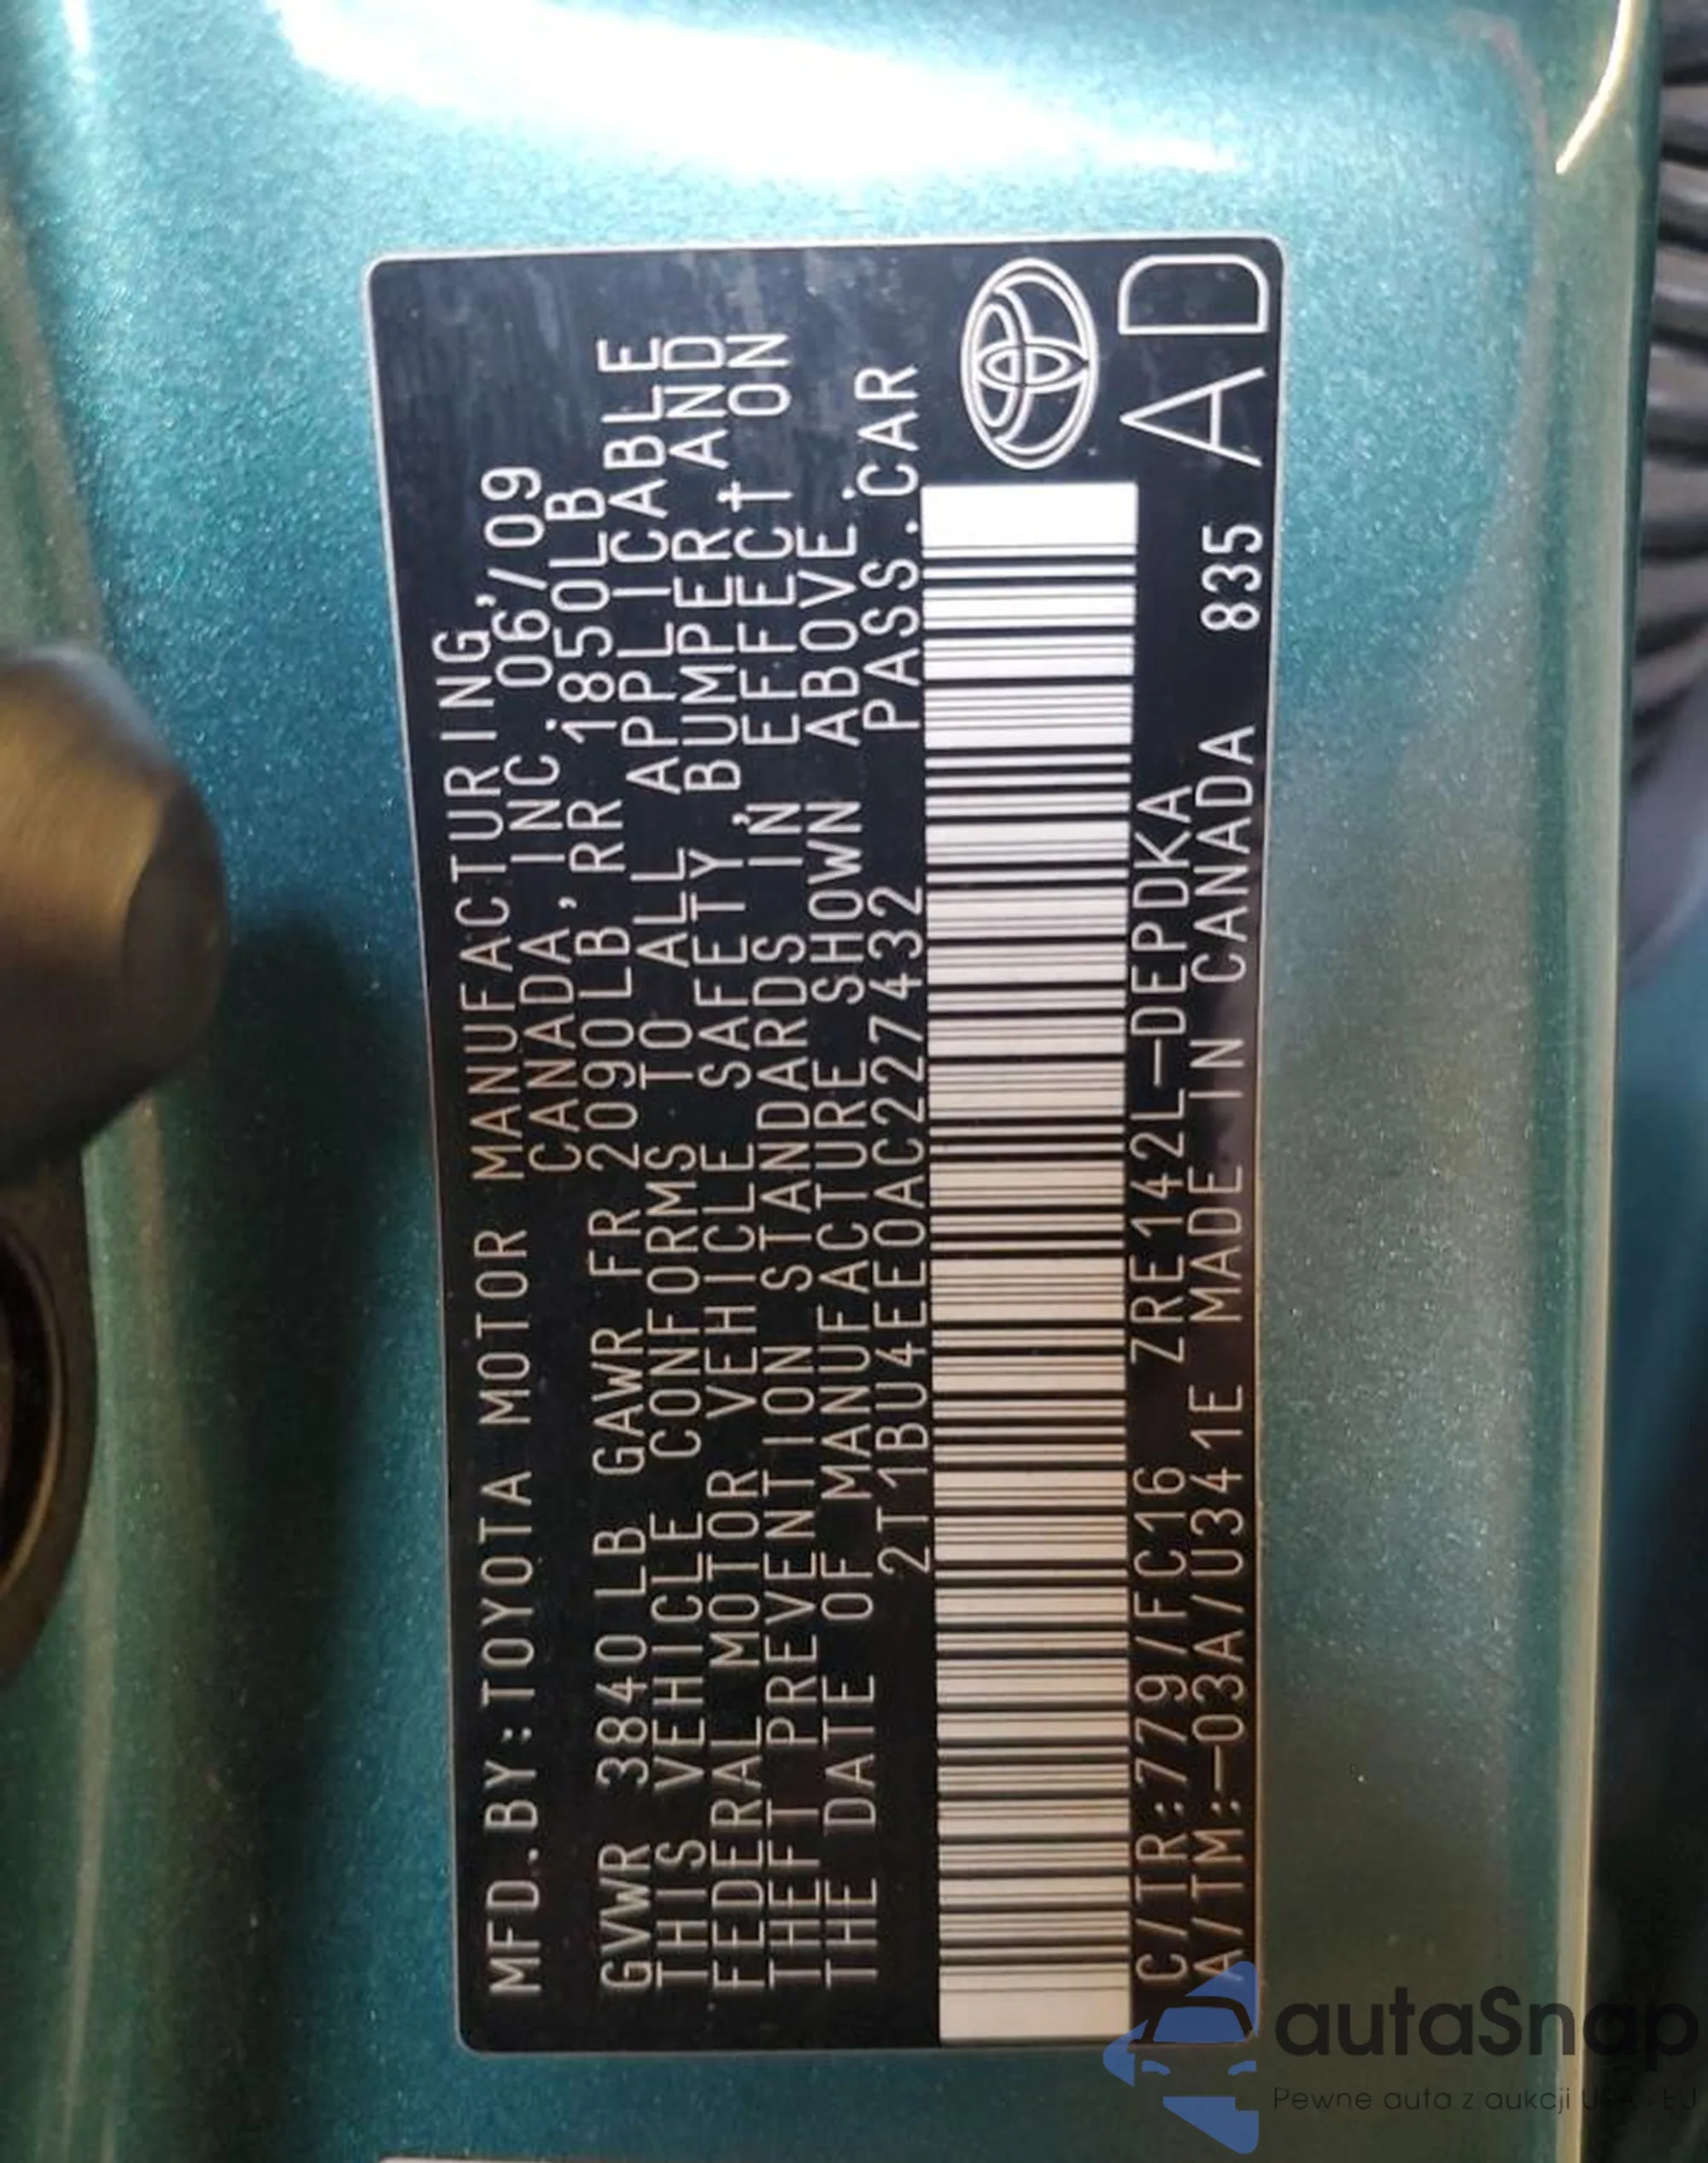 MFD.BY:TOYOTA MOTOR MANUFACTURING,
CANADA, INC. 06/09
GVWR 3840LB GAWR FR 2090LB RR 1850LB
THIS VEHICLE CONFORMS TO ALL APPLICABLE
FEDERAL MOTOR VEHICLE SAFETY, BUMPER, AND
THEFT PREVENTION STANDARDS IN EFFECT ON
THE DATE OF MANUFACTURE SHOWN ABOVE.
2T1BU4EE0AC227432 PASS.CAR
C/TR:779/FC16 ZRE142L-DEPDKA
A/TM:-03A/U341E MADE IN CANADA 835 AD
autaSnap
Pewne auta z aukcji